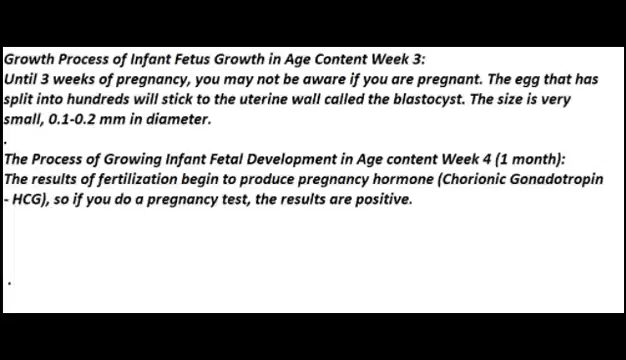 Growth Process of Infant Fetus Growth in Age Content Week 3:
Until 3 weeks of pregnancy, you may not be aware if you are pregnant. The egg that has
split into hundreds will stick to the uterine wall called the blastocyst. The size is very
small, 0.1-0.2 mm in diameter.
.
The Process of Growing Infant Fetal Development in Age content Week 4 (1 month):
The results of fertilization begin to produce pregnancy hormone (Chorionic Gonadotropin
- HCG), so if you do a pregnancy test, the results are positive.
.